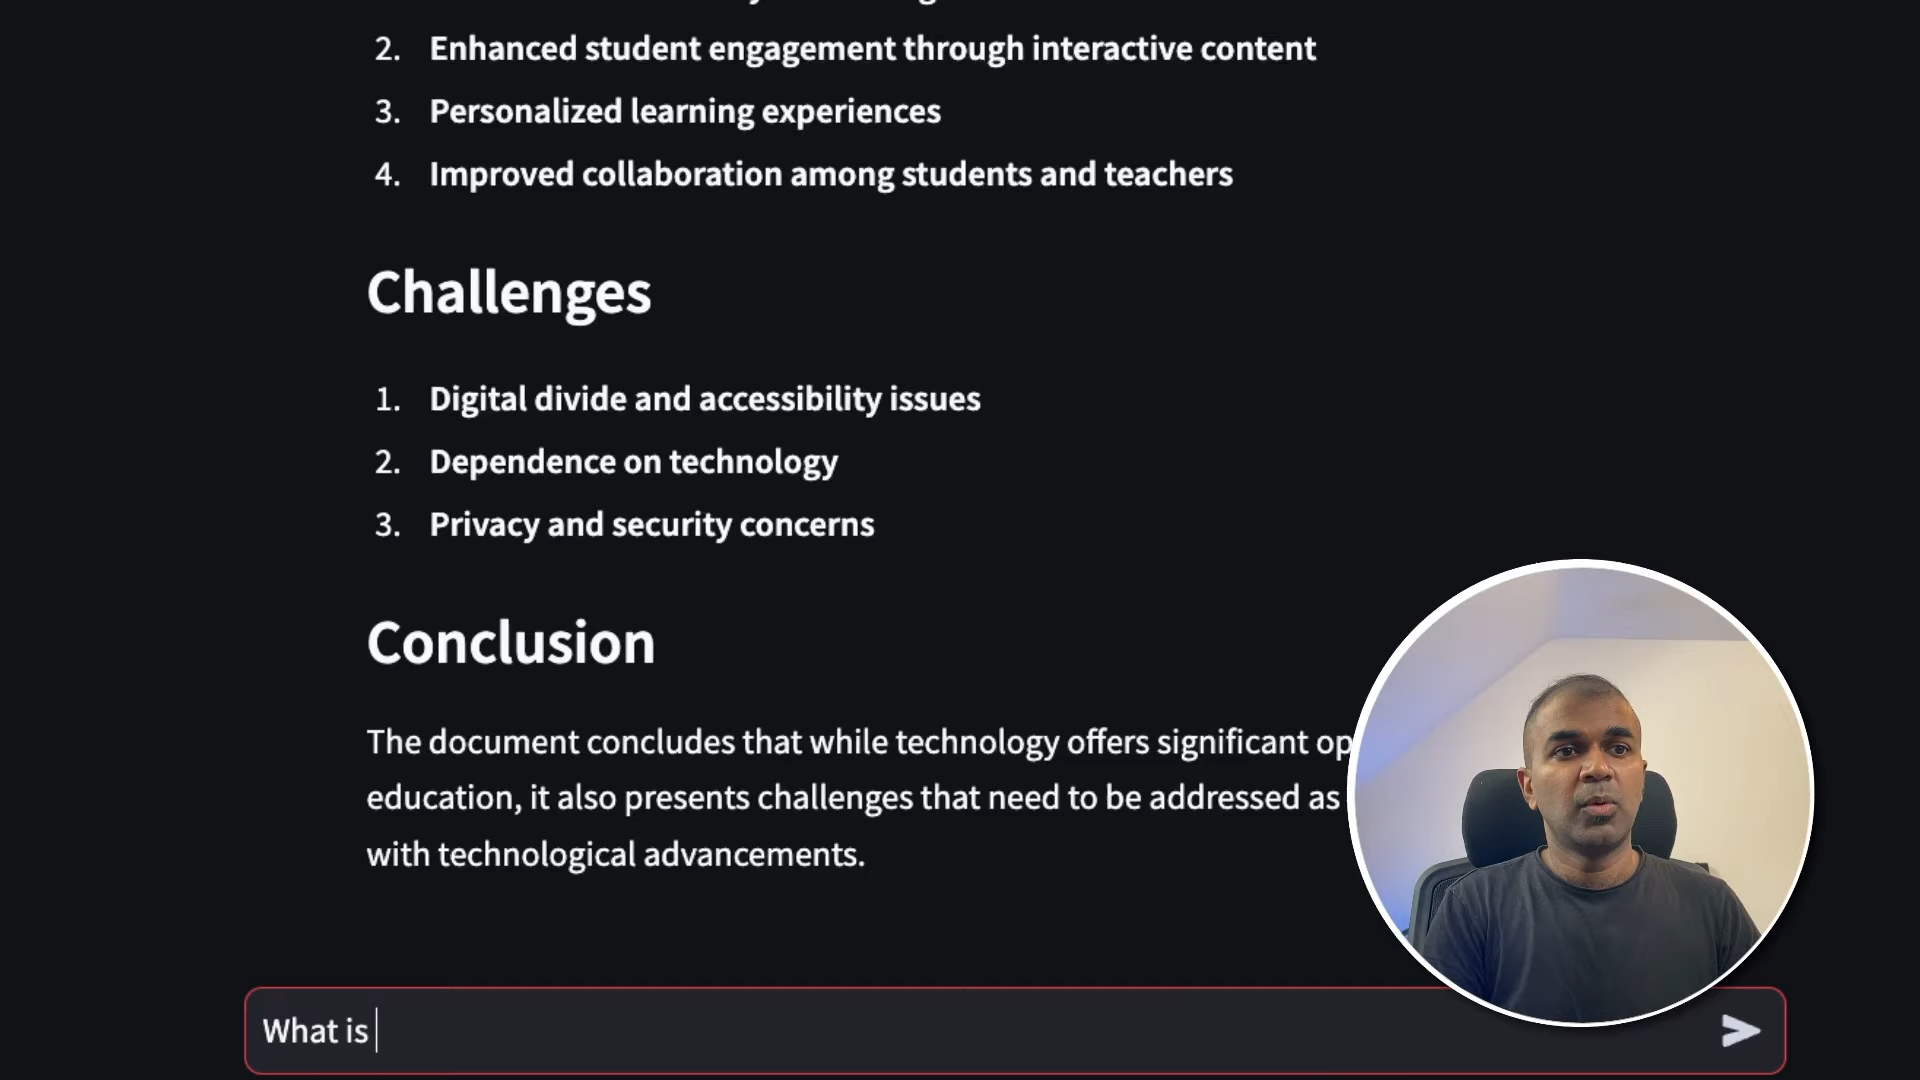 2. Enhanced student engagement through interactive content
3. Personalized learning experiences
4. Improved collaboration among students and teachers
Challenges
1. Digital divide and accessibility issues
2. Dependence on technology
3. Privacy and security concerns
Conclusion
The document concludes that while technology offers significant
education, it also presents challenges that need to be addressed as
with technological advancements.
What is